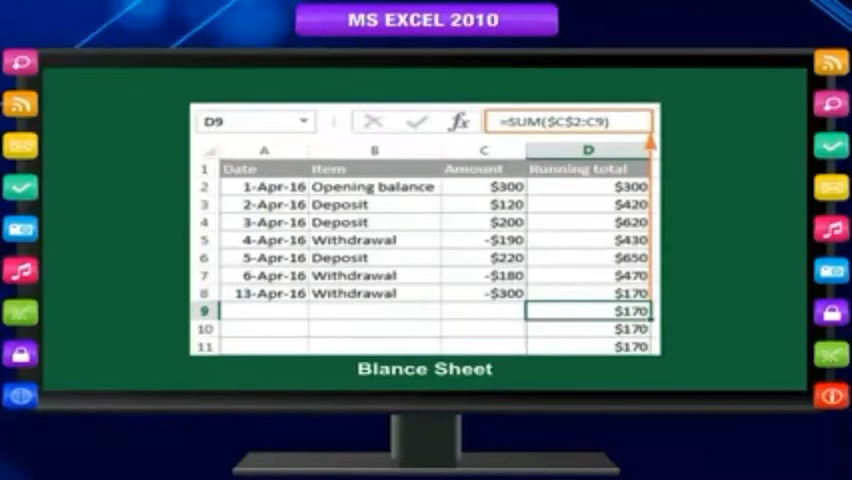 MS EXCEL 2010
D9 fx =SUM($C$2:C9)
A B C D
1 Date Item Amount Running total
2 1-Apr-16 Opening balance $300 $300
3 2-Apr-16 Deposit $120 $420
4 3-Apr-16 Deposit $200 $620
5 4-Apr-16 Withdrawal -$190 $430
6 5-Apr-16 Deposit $220 $650
7 6-Apr-16 Withdrawal -$180 $470
8 13-Apr-16 Withdrawal -$300 $170
9 $170
10 $170
11 $170
Blance Sheet